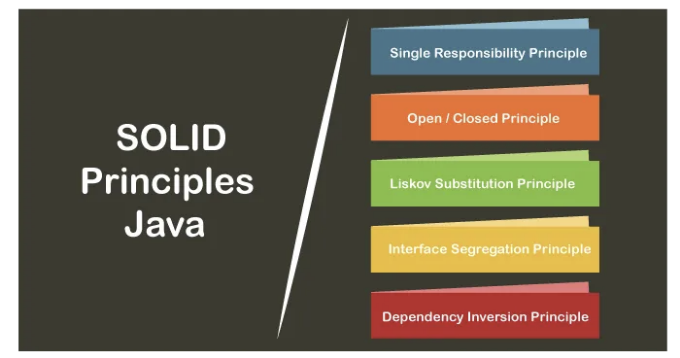 SOLID
Principles
Java
Single Responsibility Principle
Open / Closed Principle
Liskov Substitution Principle
Interface Segregation Principle
Dependency Inversion Principle